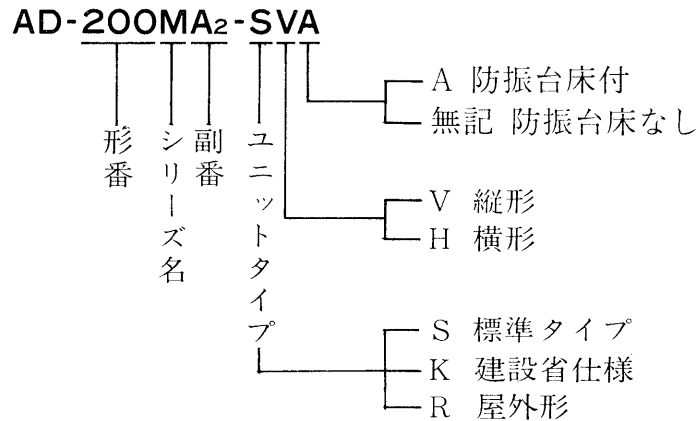 AD-200MA₂-SVA
A 防振台床付
無記 防振台床なし
形番
シリーズ名
副番
ユニットタイプ
V 縦形
H 横形
S 標準タイプ
K 建設省仕様
R 屋外形